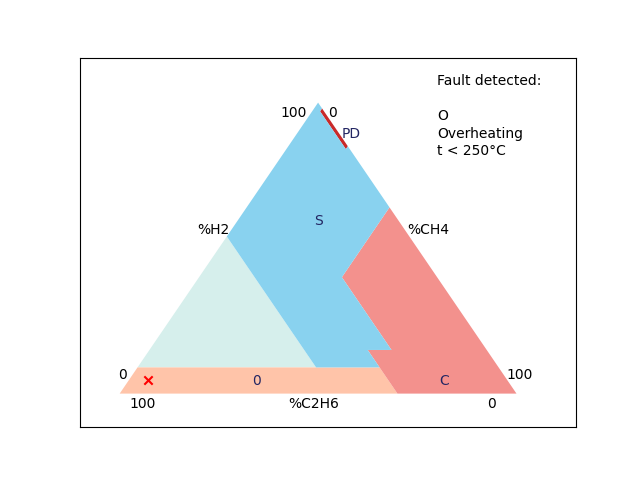 Fault detected:
O
Overheating
t < 250°C
100 0
PD
S
%H2
%CH4
0
100
0
C
100
%C2H6
0